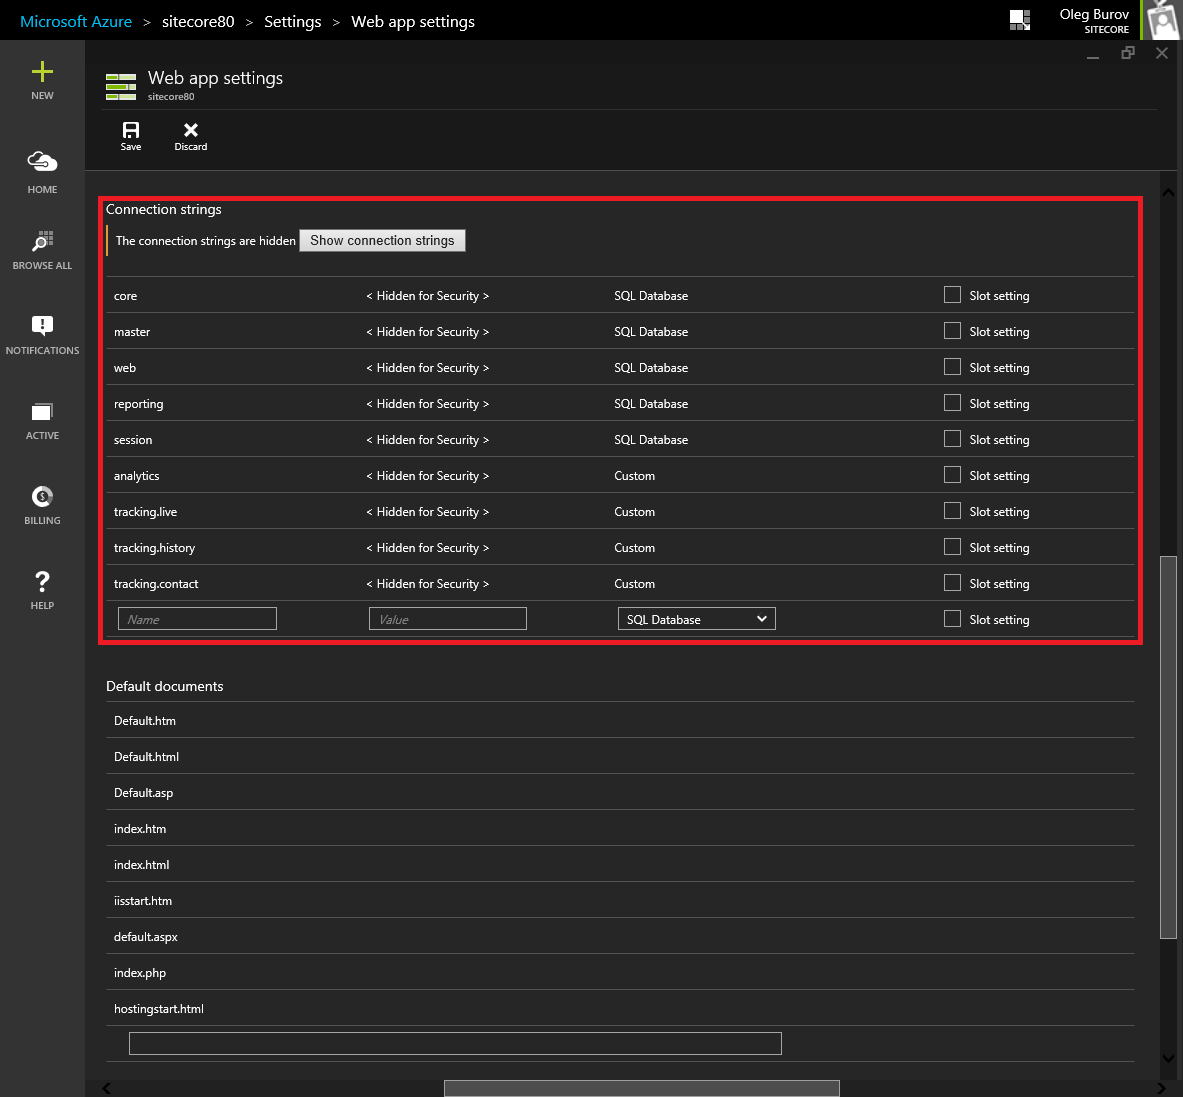 Microsoft Azure > sitecore80 > Settings > Web app settings
Oleg Burov
SITECORE
NEW
HOME
BROWSE ALL
NOTIFICATIONS
ACTIVE
BILLING
HELP
Web app settings
sitecore80
Save Discard
Connection strings
The connection strings are hidden Show connection strings
core < Hidden for Security > SQL Database Slot setting
master < Hidden for Security > SQL Database Slot setting
web < Hidden for Security > SQL Database Slot setting
reporting < Hidden for Security > SQL Database Slot setting
session < Hidden for Security > SQL Database Slot setting
analytics < Hidden for Security > Custom Slot setting
tracking.live < Hidden for Security > Custom Slot setting
tracking.history < Hidden for Security > Custom Slot setting
tracking.contact < Hidden for Security > Custom Slot setting
Name Value SQL Database Slot setting
Default documents
Default.htm
Default.html
Default.asp
index.htm
index.html
iisstart.htm
default.aspx
index.php
hostingstart.html